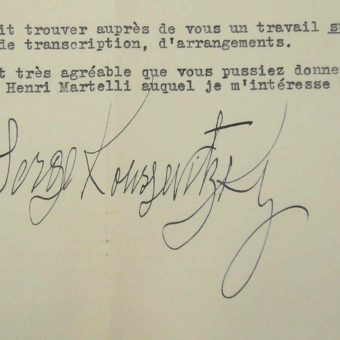 it trouver auprès de vous un travail
de transcription, d'arrangements.
t très agréable que vous pussiez donne
Henri Martelli auquel je m'intéresse
Serge Koussevitzky